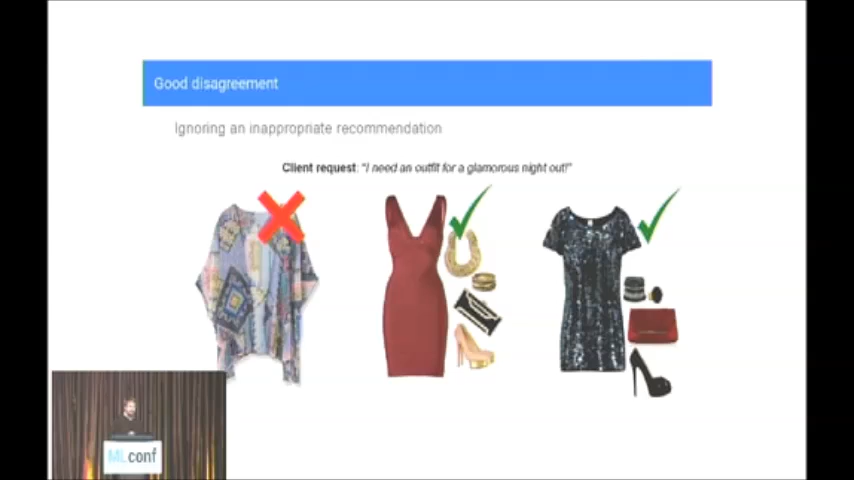 Good disagreement
Ignoring an inappropriate recommendation
Client request: "I need an outfit for a glamorous night out!"
MLconf